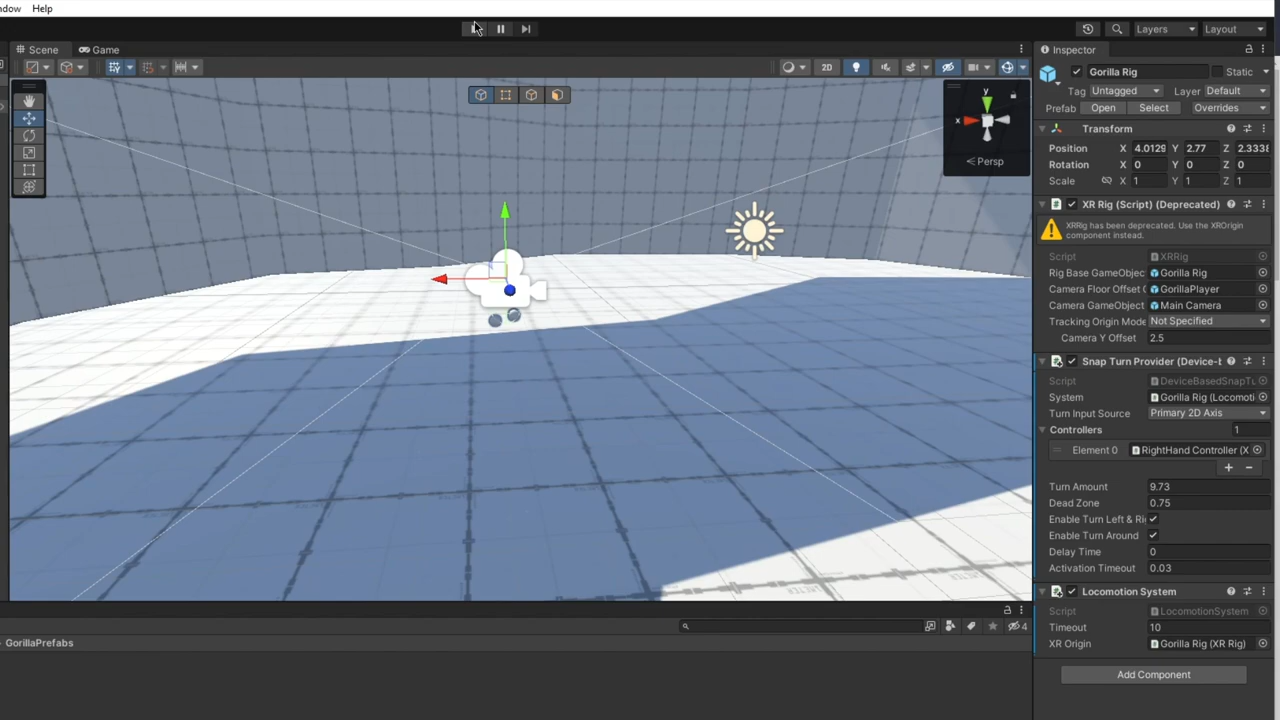 ndow Help
Layers Layout
Scene Game
Inspector
2D
Gorilla Rig Static
Tag Untagged Layer Default
Prefab Open Select Overrides
y
x
Persp
Transform
Position X 4.0129 Y 2.77 Z 2.3338
Rotation X 0 Y 0 Z 0
Scale X 1 Y 1 Z 1
XR Rig (Script) (Deprecated)
XRRig has been deprecated. Use the XROrigin
component instead.
Script XRRig
Rig Base GameObjec Gorilla Rig
Camera Floor Offset GorillaPlayer
Camera GameObject Main Camera
Tracking Origin Mode Not Specified
Camera Y Offset 2.5
Snap Turn Provider (Device-b
Script DeviceBasedSnapTu
System Gorilla Rig (Locomoti
Turn Input Source Primary 2D Axis
Controllers 1
Element 0 RightHand Controller (X
+ −
Turn Amount 9.73
Dead Zone 0.75
Enable Turn Left & Rig
Enable Turn Around
Delay Time 0
Activation Timeout 0.03
Locomotion System
Script LocomotionSystem
Timeout 10
XR Origin Gorilla Rig (XR Rig)
Add Component
4
GorillaPrefabs